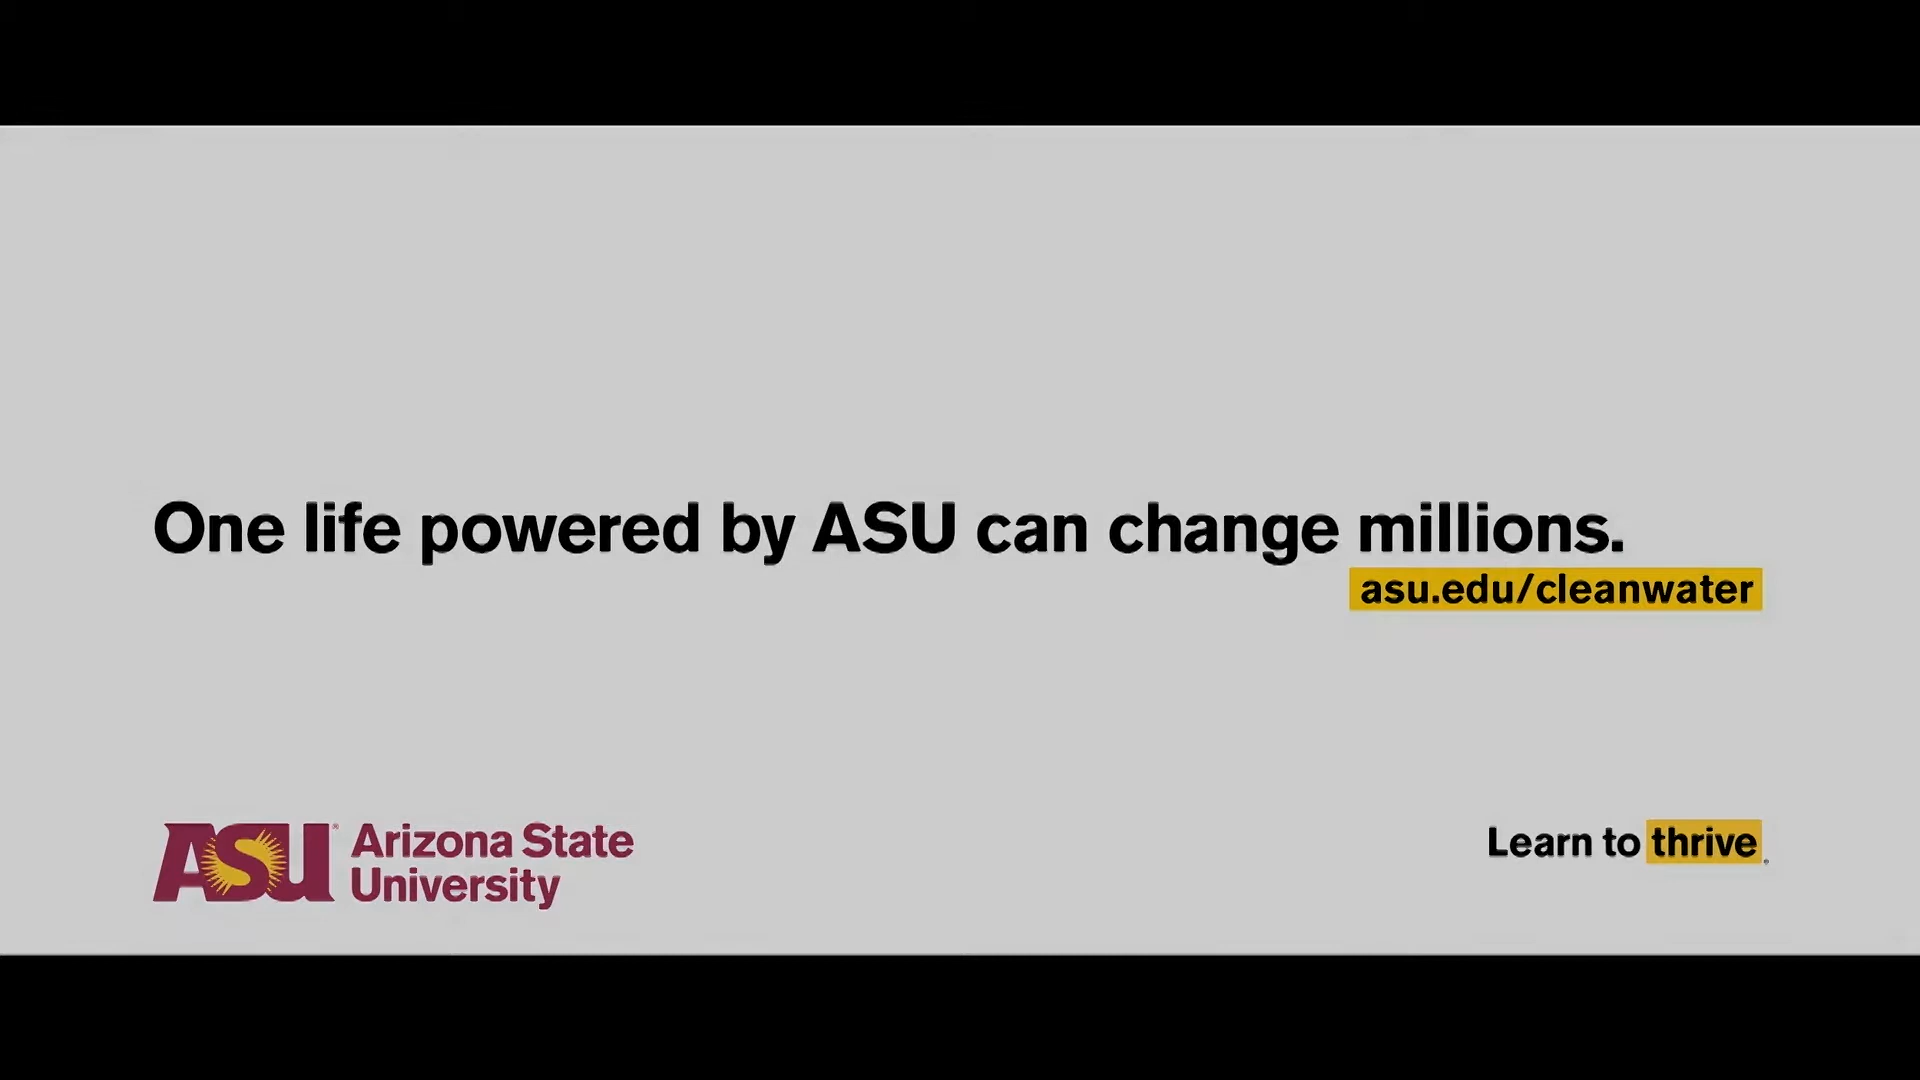 One life powered by ASU can change millions.
asu.edu/cleanwater
ASU® Arizona State
University
Learn to thrive®